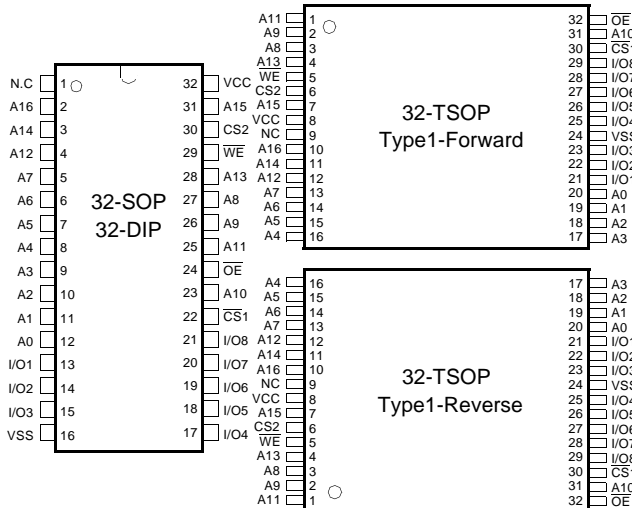 N.C 1 32 VCC
A16 2 31 A15
A14 3 30 CS2
A12 4 29 WE
A7 5 28 A13
A6 6 27 A8
A5 7 26 A9
A4 8 25 A11
A3 9 24 OE
A2 10 23 A10
A1 11 22 CS1
A0 12 21 I/O8
I/O1 13 20 I/O7
I/O2 14 19 I/O6
I/O3 15 18 I/O5
VSS 16 17 I/O4
32-SOP
32-DIP
A11 1 32 OE
A9 2 31 A10
A8 3 30 CS1
A13 4 29 I/O8
WE 5 28 I/O7
CS2 6 27 I/O6
A15 7 26 I/O5
VCC 8 25 I/O4
NC 9 24 VSS
A16 10 23 I/O3
A14 11 22 I/O2
A12 12 21 I/O1
A7 13 20 A0
A6 14 19 A1
A5 15 18 A2
A4 16 17 A3
32-TSOP
Type1-Forward
A4 16 17 A3
A5 15 18 A2
A6 14 19 A1
A7 13 20 A0
A12 12 21 I/O1
A14 11 22 I/O2
A16 10 23 I/O3
NC 9 24 VSS
VCC 8 25 I/O4
A15 7 26 I/O5
CS2 6 27 I/O6
WE 5 28 I/O7
A13 4 29 I/O8
A8 3 30 CS1
A9 2 31 A10
A11 1 32 OE
32-TSOP
Type1-Reverse